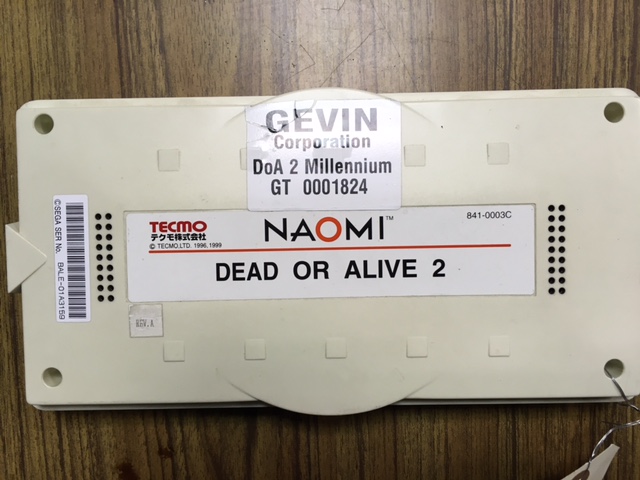 GEVIN
Corporation
DoA 2 Millennium
GT 0001824
TECMO
テクモ株式会社
© TECMO,LTD. 1996,1999
NAOMI™
841-0003C
DEAD OR ALIVE 2
©SEGA SER No. BALE-01A3159
REV.A